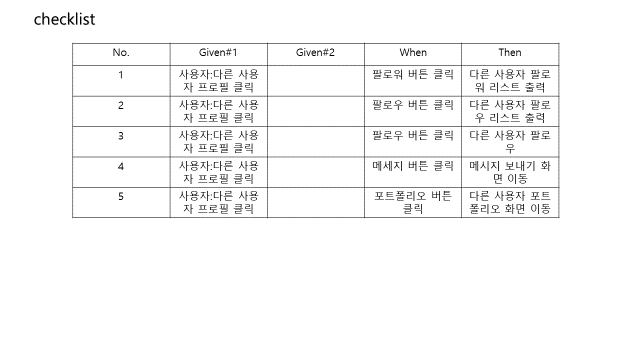 checklist
No. Given#1 Given#2 When Then
1 사용자:다른 사용 팔로워 버튼 클릭 다른 사용자 팔로
자 프로필 클릭 워 리스트 출력
2 사용자:다른 사용 팔로우 버튼 클릭 다른 사용자 팔로
자 프로필 클릭 우 리스트 출력
3 사용자:다른 사용 팔로우 버튼 클릭 다른 사용자 팔로
자 프로필 클릭 우
4 사용자:다른 사용 메세지 버튼 클릭 메시지 보내기 화
자 프로필 클릭 면 이동
5 사용자:다른 사용 포트폴리오 버튼 다른 사용자 포트
자 프로필 클릭 클릭 폴리오 화면 이동